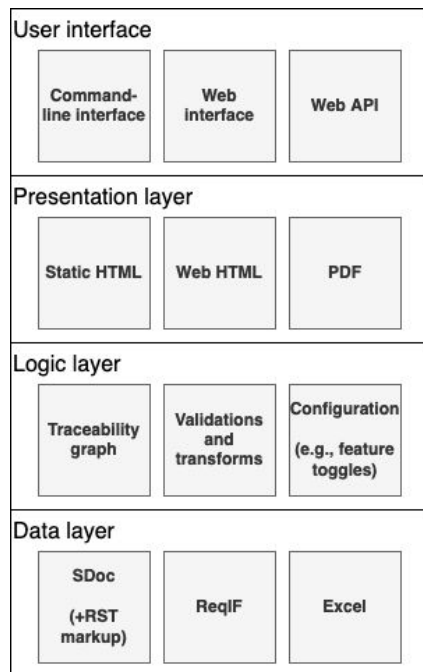 User interface
Command-
line interface
Web
interface
Web API
Presentation layer
Static HTML
Web HTML
PDF
Logic layer
Traceability
graph
Validations
and
transforms
Configuration
(e.g., feature
toggles)
Data layer
SDoc
(+RST
markup)
ReqIF
Excel